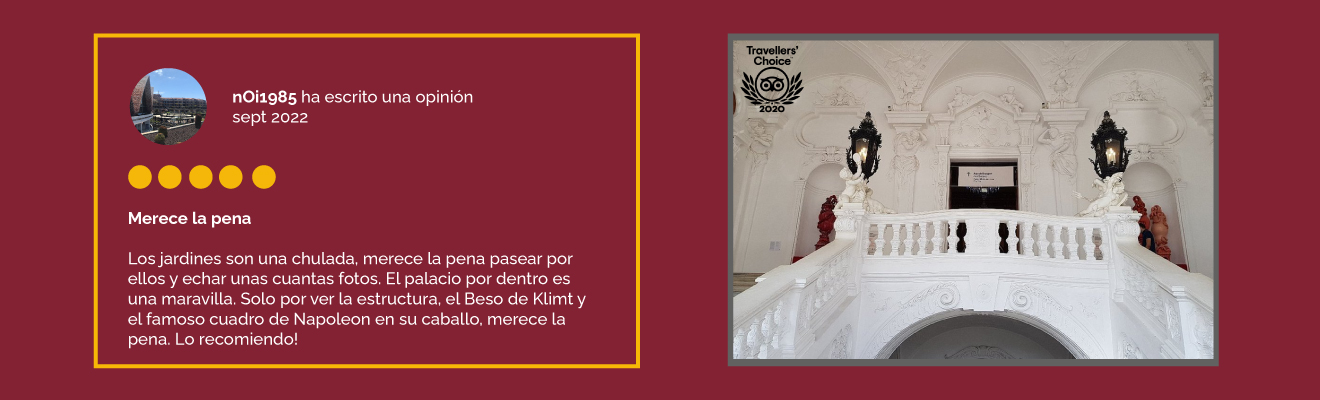 nOi1985 ha escrito una opinión
sept 2022
Merece la pena
Los jardines son una chulada, merece la pena pasear por
ellos y echar unas cuantas fotos. El palacio por dentro es
una maravilla. Solo por ver la estructura, el Beso de Klimt y
el famoso cuadro de Napoleon en su caballo, merece la
pena. Lo recomiendo!
Travellers'
Choice
2020